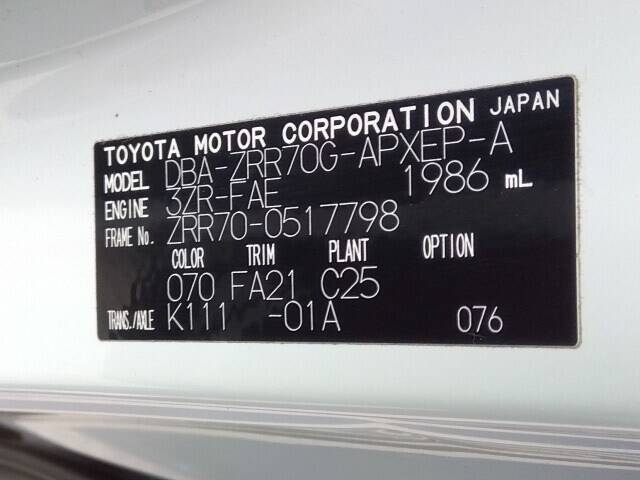 TOYOTA MOTOR CORPORATION JAPAN
MODEL DBA-ZRR70G-APXEP-A
ENGINE 3ZR-FAE 1986 mL
FRAME No. ZRR70-0517798
COLOR TRIM PLANT OPTION
070 FA21 C25
TRANS./AXLE K111 -01A 076